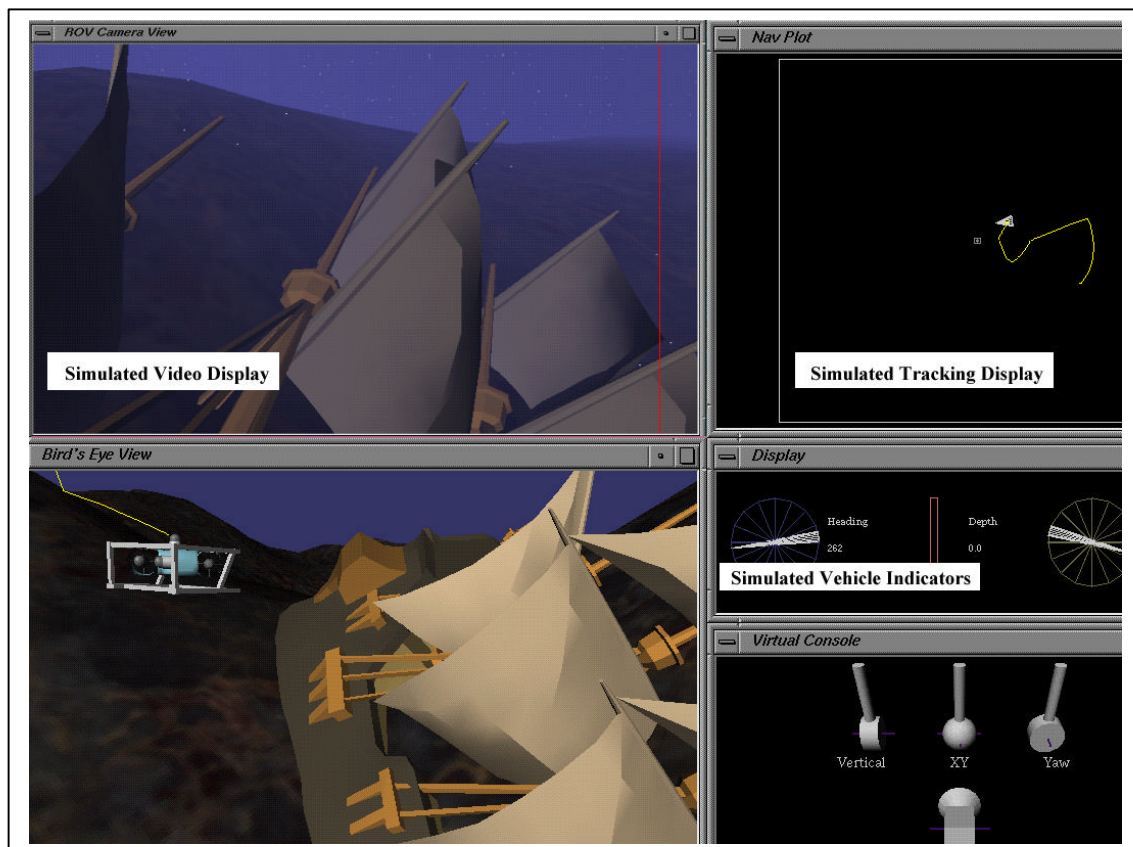 ROV Camera View
Simulated Video Display
Nav Plot
Simulated Tracking Display
Bird's Eye View
Display
Heading
Depth
262
0.0
Simulated Vehicle Indicators
Virtual Console
Vertical
XY
Yaw